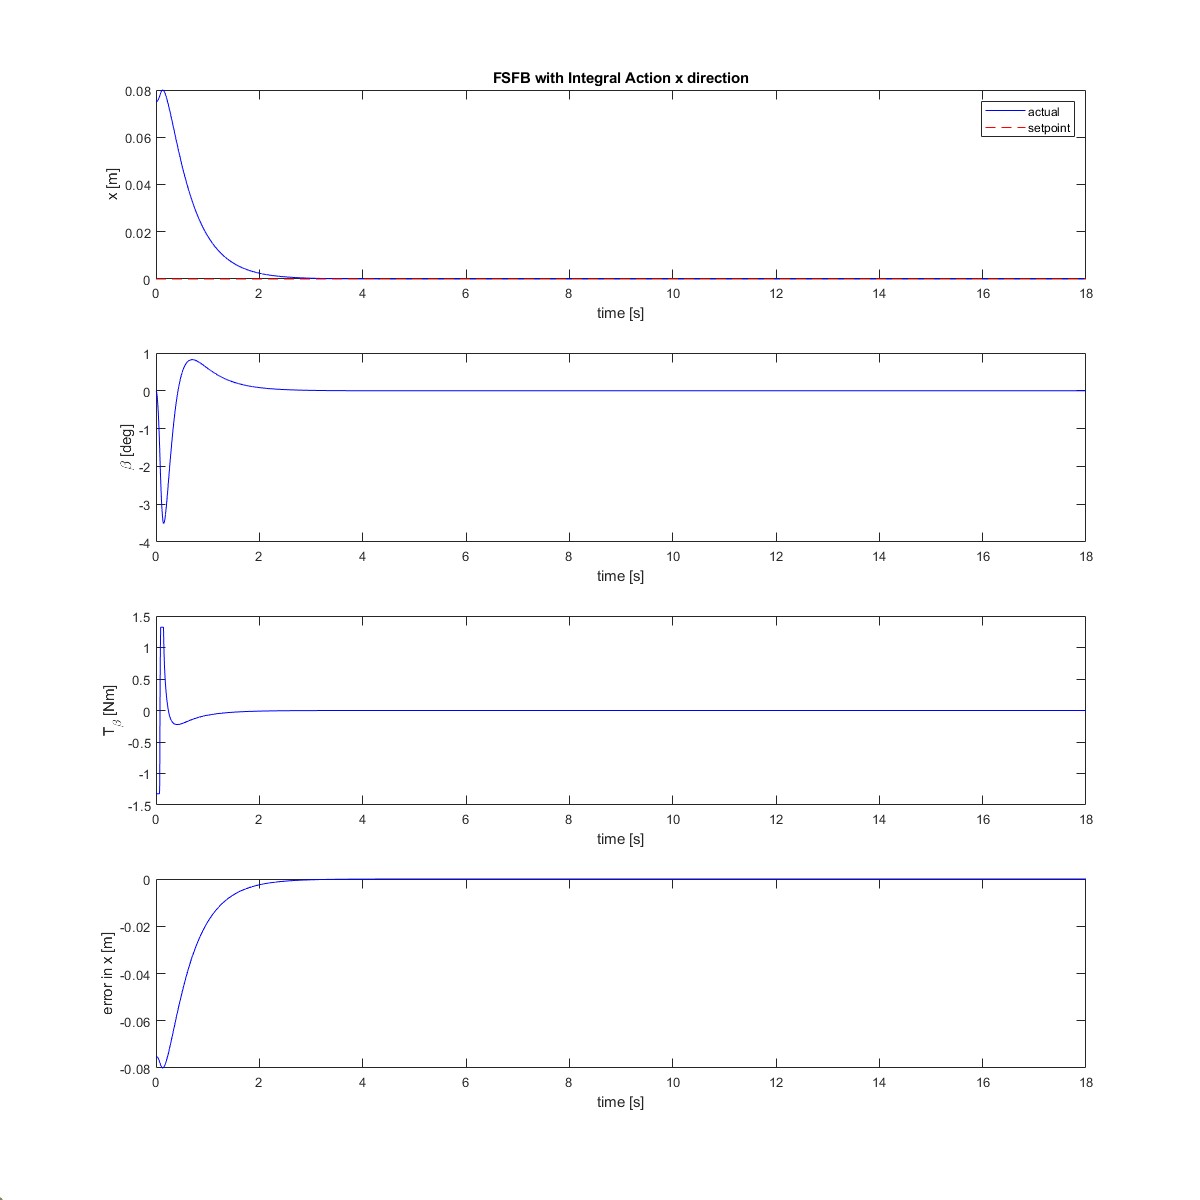 FSFB with Integral Action x direction
0.08
0.06
0.04
0.02
0
x [m]
actual
setpoint
0 2 4 6 8 10 12 14 16 18
time [s]
1
0
-1
-2
-3
-4
β [deg]
0 2 4 6 8 10 12 14 16 18
time [s]
1.5
1
0.5
0
-0.5
-1
-1.5
Tβ [Nm]
0 2 4 6 8 10 12 14 16 18
time [s]
0
-0.02
-0.04
-0.06
-0.08
error in x [m]
0 2 4 6 8 10 12 14 16 18
time [s]